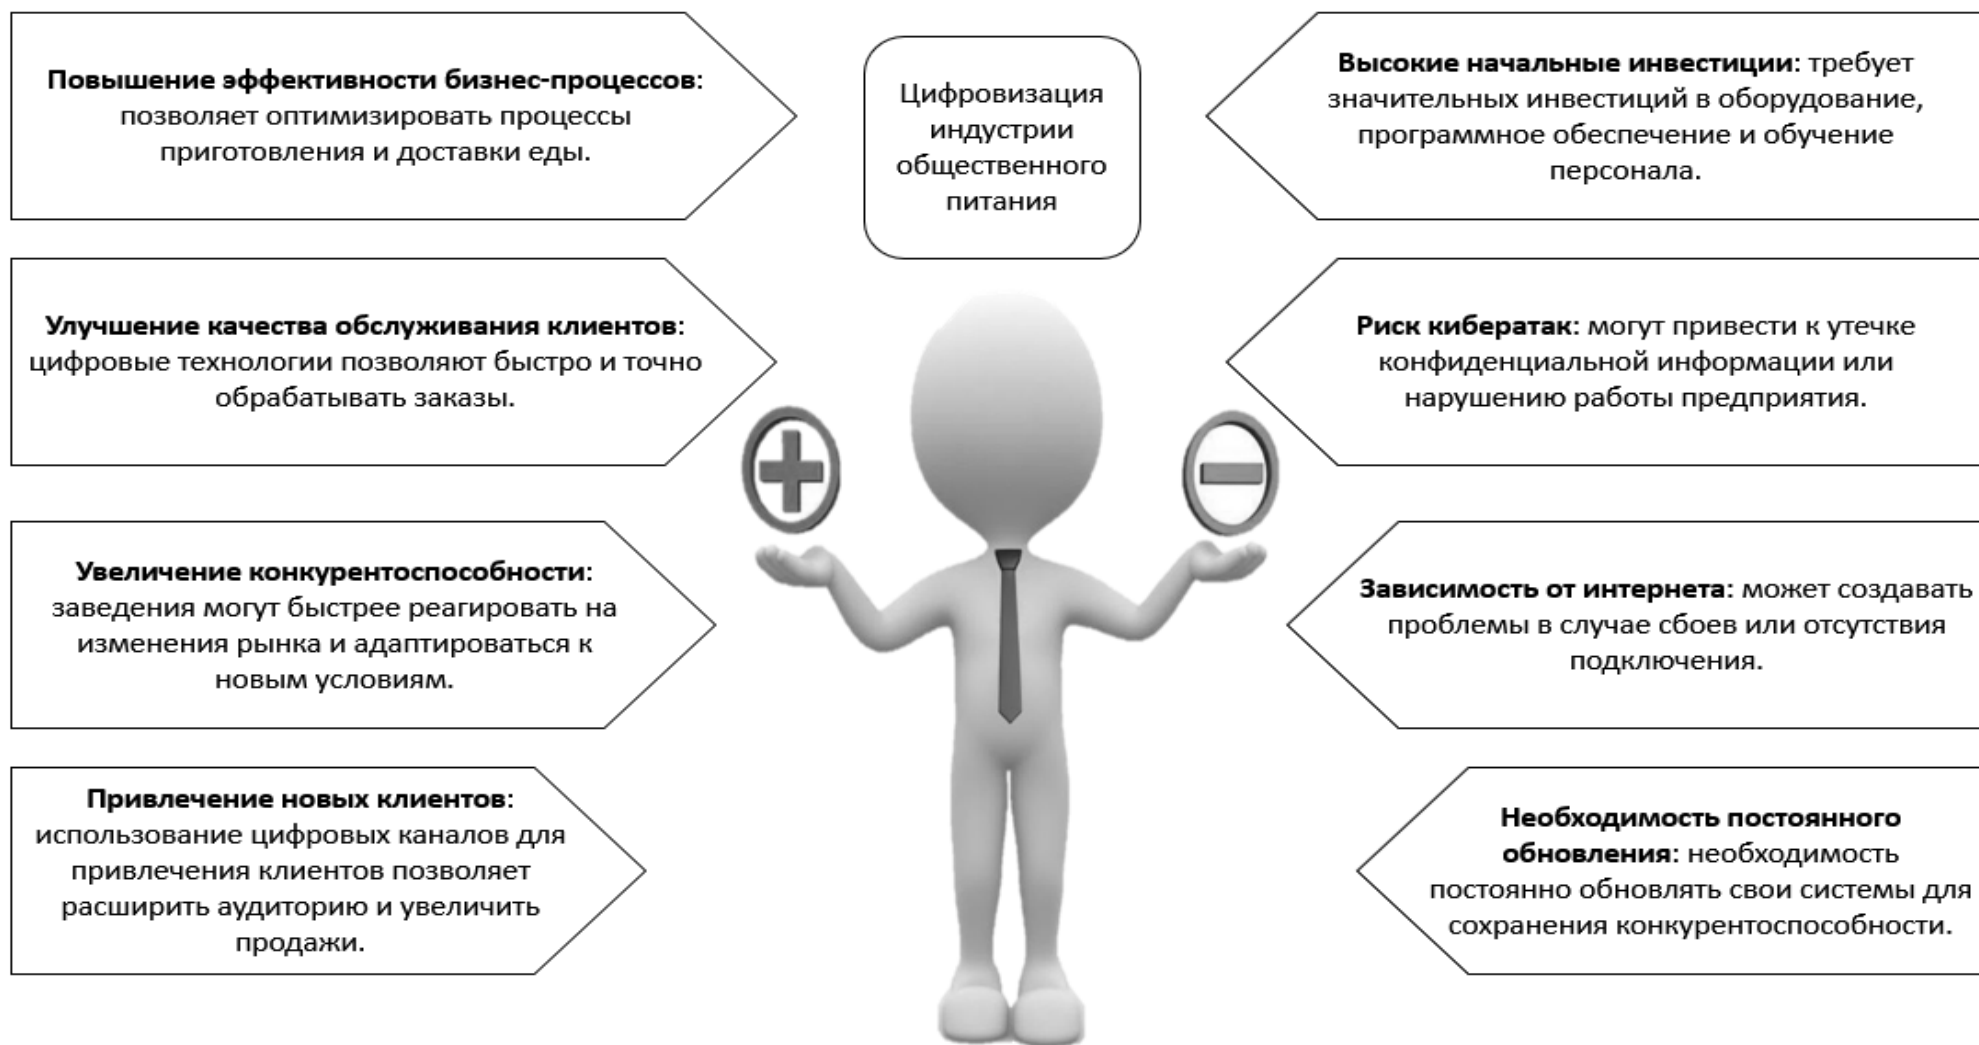 Повышение эффективности бизнес-процессов:
позволяет оптимизировать процессы
приготовления и доставки еды.
Улучшение качества обслуживания клиентов:
цифровые технологии позволяют быстро и точно
обрабатывать заказы.
Увеличение конкурентоспособности:
заведения могут быстрее реагировать на
изменения рынка и адаптироваться к
новым условиям.
Привлечение новых клиентов:
использование цифровых каналов для
привлечения клиентов позволяет
расширить аудиторию и увеличить
продажи.
Цифровизация
индустрии
общественного
питания
Высокие начальные инвестиции: требует
значительных инвестиций в оборудование,
программное обеспечение и обучение
персонала.
Риск кибератак: могут привести к утечке
конфиденциальной информации или
нарушению работы предприятия.
Зависимость от интернета: может создавать
проблемы в случае сбоев или отсутствия
подключения.
Необходимость постоянного
обновления: необходимость
постоянно обновлять свои системы для
сохранения конкурентоспособности.